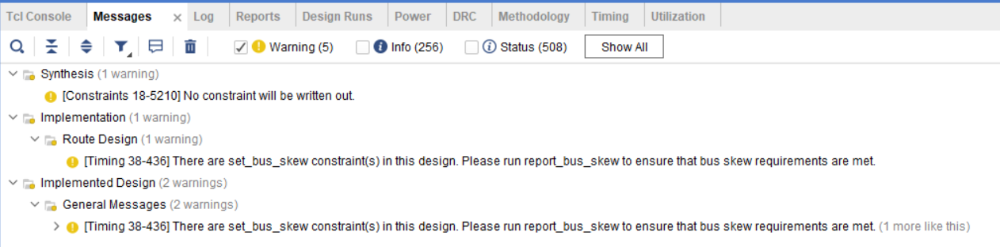 Tcl Console Messages × Log Reports Design Runs Power DRC Methodology Timing Utilization
Warning (5) Info (256) Status (508) Show All
Synthesis (1 warning)
[Constraints 18-5210] No constraint will be written out.
Implementation (1 warning)
Route Design (1 warning)
[Timing 38-436] There are set_bus_skew constraint(s) in this design. Please run report_bus_skew to ensure that bus skew requirements are met.
Implemented Design (2 warnings)
General Messages (2 warnings)
[Timing 38-436] There are set_bus_skew constraint(s) in this design. Please run report_bus_skew to ensure that bus skew requirements are met. (1 more like this)